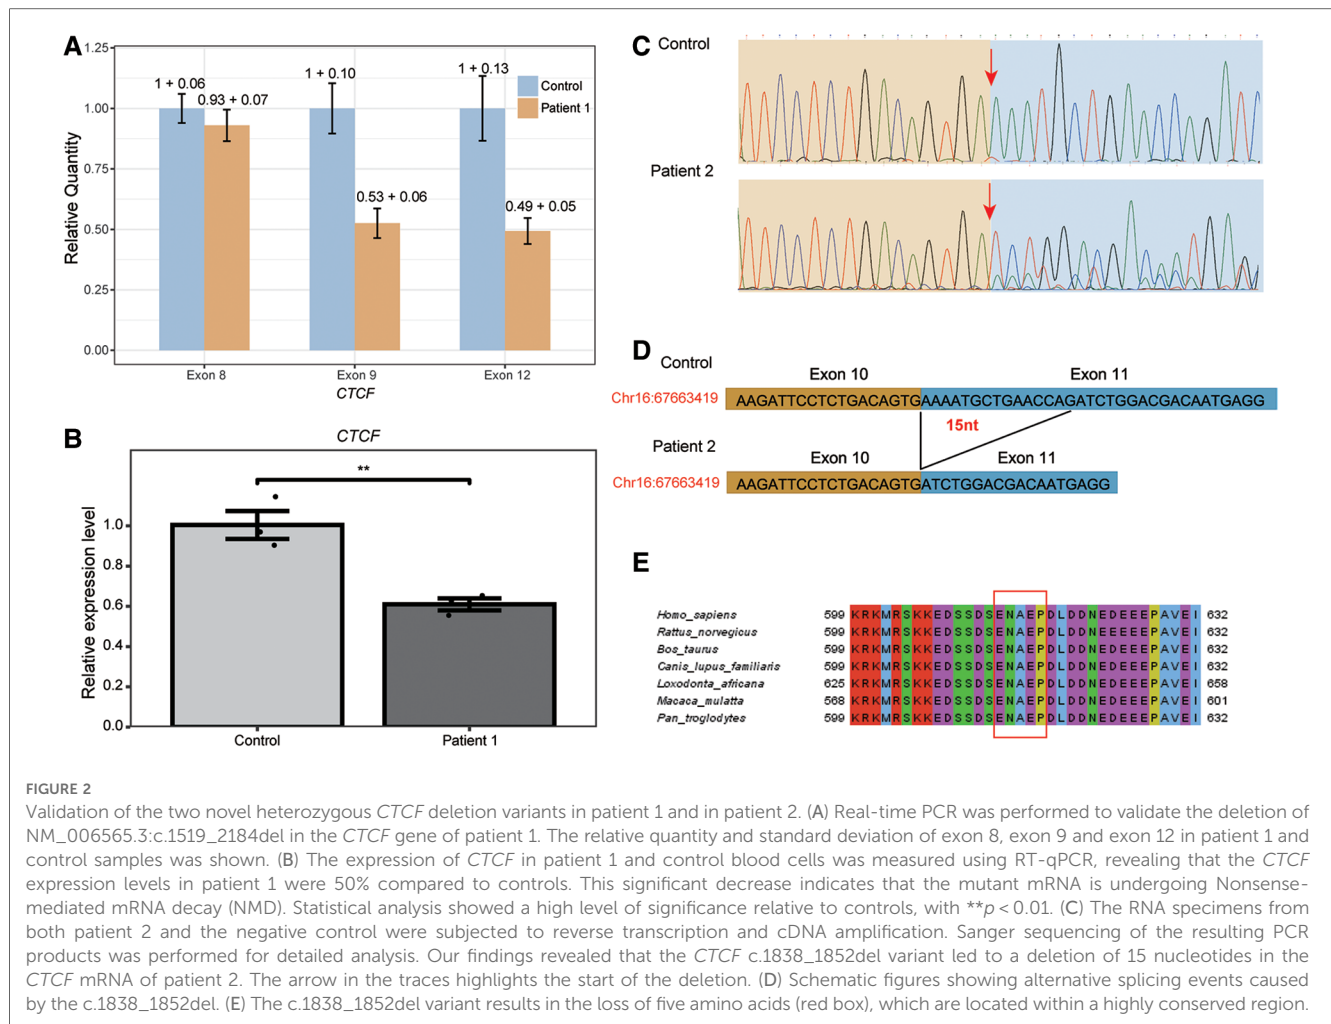 A
1.25
1.00
0.75
0.50
0.25
0.00
Relative Quantity
1 + 0.06
0.93 + 0.07
1 + 0.10
0.53 + 0.06
1 + 0.13
0.49 + 0.05
Control
Patient 1
Exon 8
Exon 9
Exon 12
CTCF
B
CTCF
**
1.0
0.8
0.6
0.4
0.2
0.0
Relative expression level
Control
Patient 1
C
Control
Patient 2
D
Control
Exon 10
Exon 11
Chr16:67663419
AAGATTCCTCTGACAGTGAAAATGCTGAACCAGATCTGGACGACAATGAGG
15nt
Patient 2
Exon 10
Exon 11
Chr16:67663419
AAGATTCCTCTGACAGTGATCTGGACGACAATGAGG
E
Homo_sapiens 599 KRKMRSKKEDSSDSENAEPDLDDNEDEEEPAVEI 632
Rattus_norvegicus 599 KRKMRSKKEDSSDSENAEPDLDDNEDEEEPAVEI 632
Bos_taurus 599 KRKMRSKKEDSSDSENAEPDLDDNEDEEEPAVEI 632
Canis_lupus_familiaris 599 KRKMRSKKEDSSDSENAEPDLDDNEDEEEPAVEI 632
Loxodonta_africana 625 KRKMRSKKEDSSDSENAEPDLDDNEDEEEPAVEI 658
Macaca_mulatta 568 KRKMRSKKEDSSDSENAEPDLDDNEDEEEPAVEI 601
Pan_troglodytes 599 KRKMRSKKEDSSDSENAEPDLDDNEDEEEPAVEI 632
FIGURE 2
Validation of the two novel heterozygous CTCF deletion variants in patient 1 and in patient 2. (A) Real-time PCR was performed to validate the deletion of
NM_006565.3:c.1519_2184del in the CTCF gene of patient 1. The relative quantity and standard deviation of exon 8, exon 9 and exon 12 in patient 1 and
control samples was shown. (B) The expression of CTCF in patient 1 and control blood cells was measured using RT-qPCR, revealing that the CTCF
expression levels in patient 1 were 50% compared to controls. This significant decrease indicates that the mutant mRNA is undergoing Nonsense-
mediated mRNA decay (NMD). Statistical analysis showed a high level of significance relative to controls, with **p < 0.01. (C) The RNA specimens from
both patient 2 and the negative control were subjected to reverse transcription and cDNA amplification. Sanger sequencing of the resulting PCR
products was performed for detailed analysis. Our findings revealed that the CTCF c.1838_1852del variant led to a deletion of 15 nucleotides in the
CTCF mRNA of patient 2. The arrow in the traces highlights the start of the deletion. (D) Schematic figures showing alternative splicing events caused
by the c.1838_1852del. (E) The c.1838_1852del variant results in the loss of five amino acids (red box), which are located within a highly conserved region.